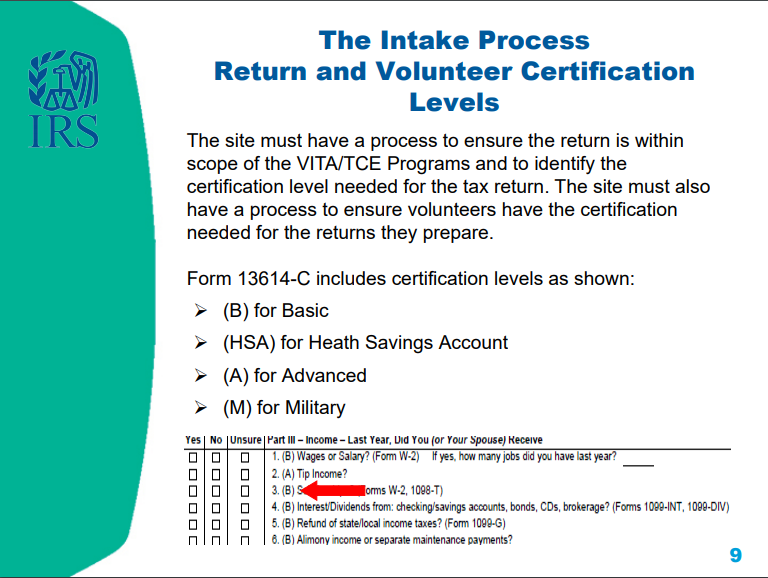 The Intake Process
Return and Volunteer Certification
Levels
IRS
The site must have a process to ensure the return is within
scope of the VITA/TCE Programs and to identify the
certification level needed for the tax return. The site must also
have a process to ensure volunteers have the certification
needed for the returns they prepare.
Form 13614-C includes certification levels as shown:
(B) for Basic
(HSA) for Heath Savings Account
(A) for Advanced
(M) for Military
Yes No Unsure Part III – Income – Last Year, Did You (or Your Spouse) Receive
1. (B) Wages or Salary? (Form W-2) If yes, how many jobs did you have last year?
2. (A) Tip Income?
3. (B) W-2, 1098-T)
4. (B) Interest/Dividends from: checking/savings accounts, bonds, CDs, brokerage? (Forms 1099-INT, 1099-DIV)
5. (B) Refund of state/local income taxes? (Form 1099-G)
6. (B) Alimony income or separate maintenance payments?
9